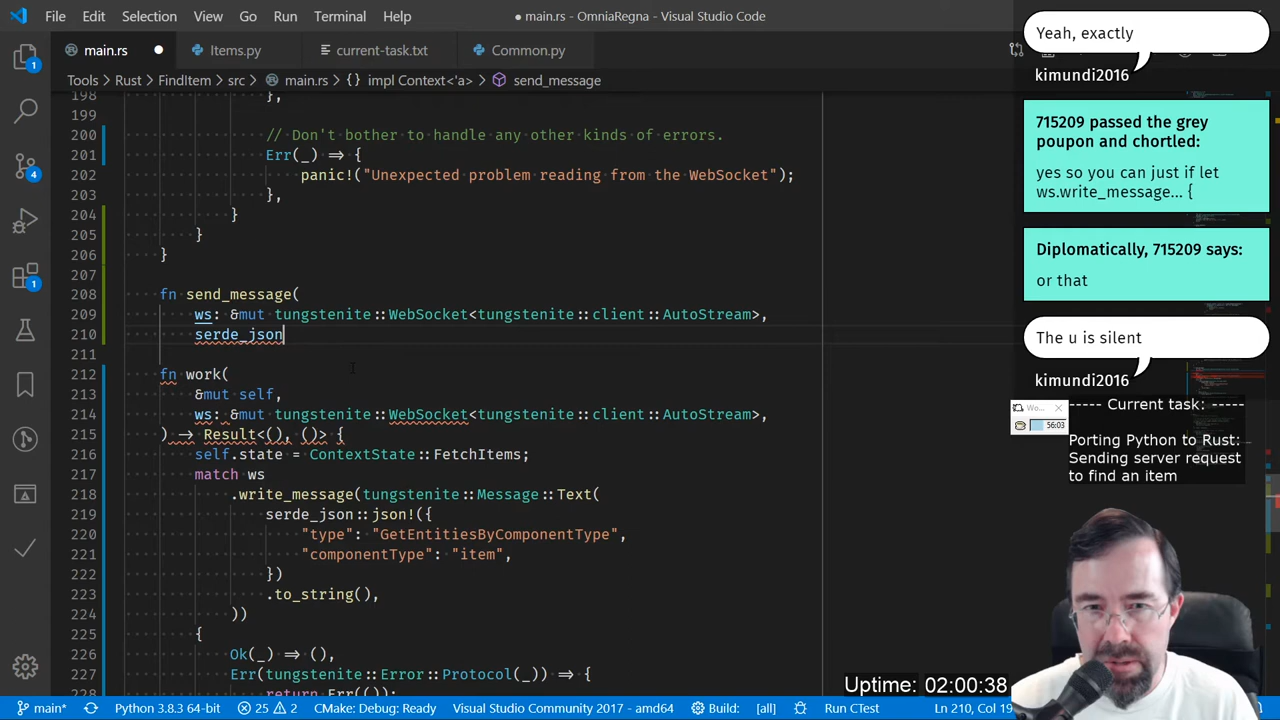 File Edit Selection View Go Run Terminal Help
● main.rs - OmniaRegna - Visual Studio Code
main.rs Items.py current-task.txt Common.py
Tools > Rust > FindItem > src > main.rs > {} impl Context<'a> > send_message
198 },
199
200 // Don't bother to handle any other kinds of errors.
201 Err(_) => {
202 panic!("Unexpected problem reading from the WebSocket");
203 },
204 }
205 }
206 }
207
208 fn send_message(
209 ws: &mut tungstenite::WebSocket<tungstenite::client::AutoStream>,
210 serde_json
211
212 fn work(
213 &mut self,
214 ws: &mut tungstenite::WebSocket<tungstenite::client::AutoStream>,
215 ) -> Result<(), ()> {
216 self.state = ContextState::FetchItems;
217 match ws
218 .write_message(tungstenite::Message::Text(
219 serde_json::json!({
220 "type": "GetEntitiesByComponentType",
221 "componentType": "item",
222 })
223 .to_string(),
224 ))
225 {
226 Ok(_) => (),
227 Err(tungstenite::Error::Protocol(_)) => {
228 return Err(());
1
4
1
Yeah, exactly
kimundi2016
715209 passed the grey
poupon and chortled:
yes so you can just if let
ws.write_message... {
Diplomatically, 715209 says:
or that
The u is silent
kimundi2016
Wo...
56:03
----- Current task: -----
Porting Python to Rust:
Sending server request
to find an item
Uptime: 02:00:38
main* Python 3.8.3 64-bit 25 2 CMake: [Debug]: Ready Visual Studio Community 2017 - amd64 Build: [all] Run CTest Ln 210, Col 19